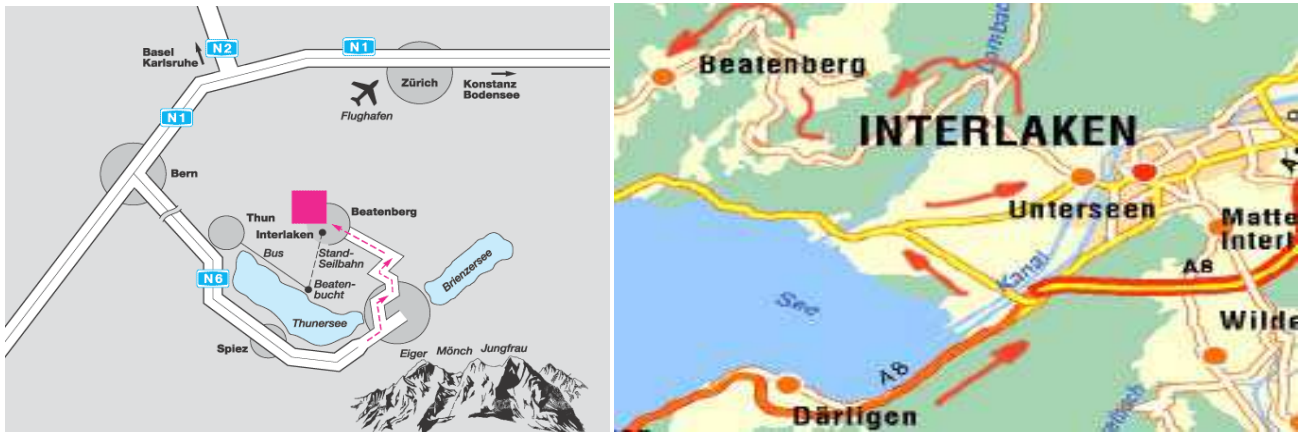 N2
N1
Basel
Karlsruhe
Zürich
Konstanz
Bodensee
Flughafen
N1
Bern
Thun
Beatenberg
Interlaken
Bus
Stand-
Seilbahn
Beaten-
bucht
Brienzersee
N6
Thunersee
Spiez
Eiger Mönch Jungfrau
Lombach
Beatenberg
INTERLAKEN
Unterseen
Matte
Interl
A8
Kanal
See
Wilde
A8
Därligen